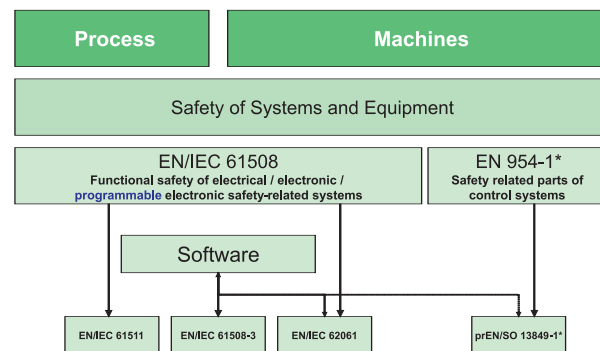 Process
Machines
Safety of Systems and Equipment
EN/IEC 61508
Functional safety of electrical / electronic /
programmable electronic safety-related systems
EN 954-1*
Safety related parts of
control systems
Software
EN/IEC 61511
EN/IEC 61508-3
EN/IEC 62061
prEN/SO 13849-1*